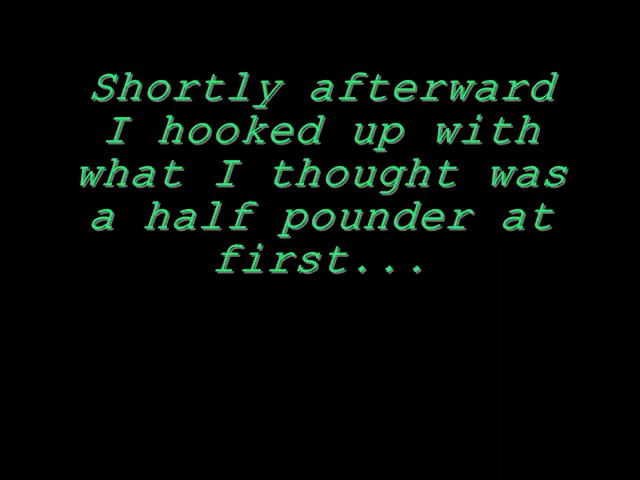 Shortly afterward
I hooked up with
what I thought was
a half pounder at
first...